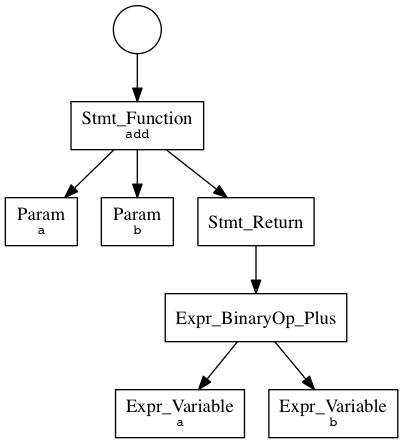 Stmt_Function
add
Param
a
Param
b
Stmt_Return
Expr_BinaryOp_Plus
Expr_Variable
a
Expr_Variable
b